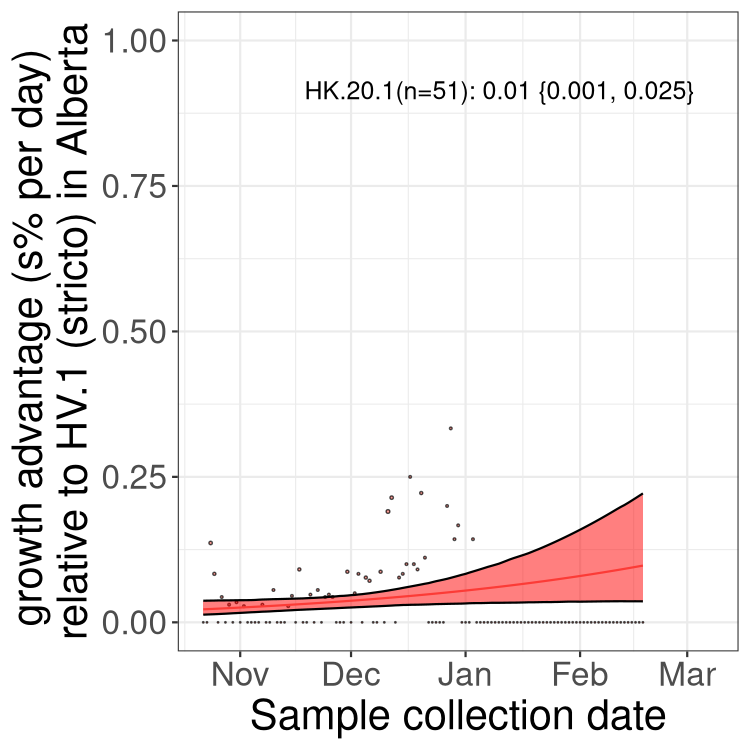 growth advantage (s% per day)
relative to HV.1 (stricto) in Alberta
1.00
0.75
0.50
0.25
0.00
HK.20.1(n=51): 0.01 {0.001, 0.025}
Nov Dec Jan Feb Mar
Sample collection date